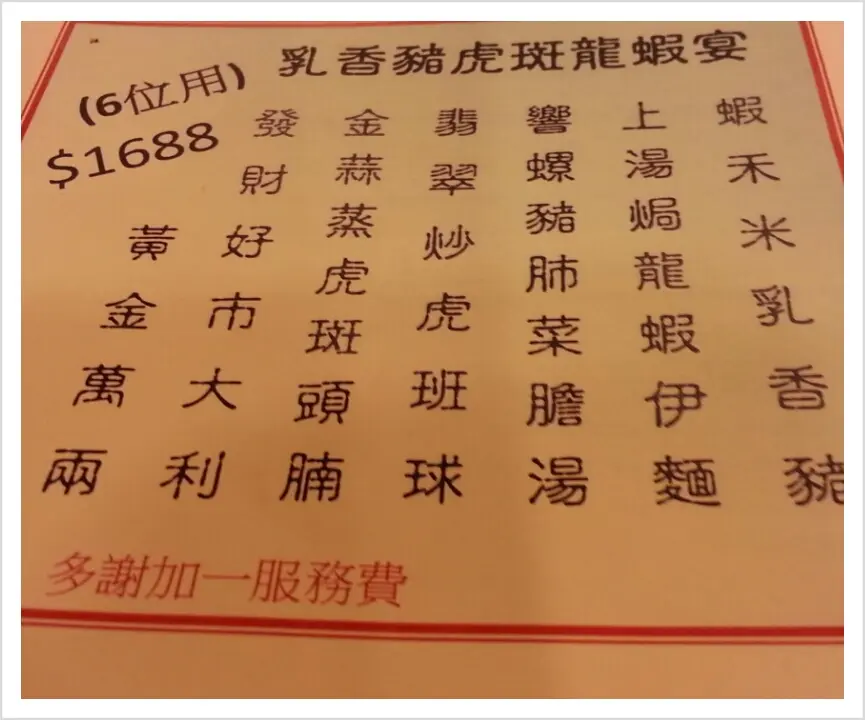 乳香豬虎斑龍蝦宴
(6位用)
$1688
蝦禾米乳香豬
上湯焗龍蝦伊麵
響螺豬肺菜膽湯
翡翠炒虎班球
金蒜蒸虎斑頭腩
發財好市大利
黃金萬兩
多謝加一服務費